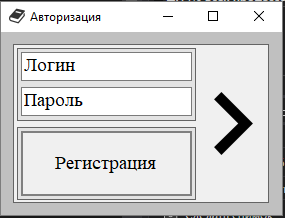 Авторизация
Логин
Пароль
Регистрация